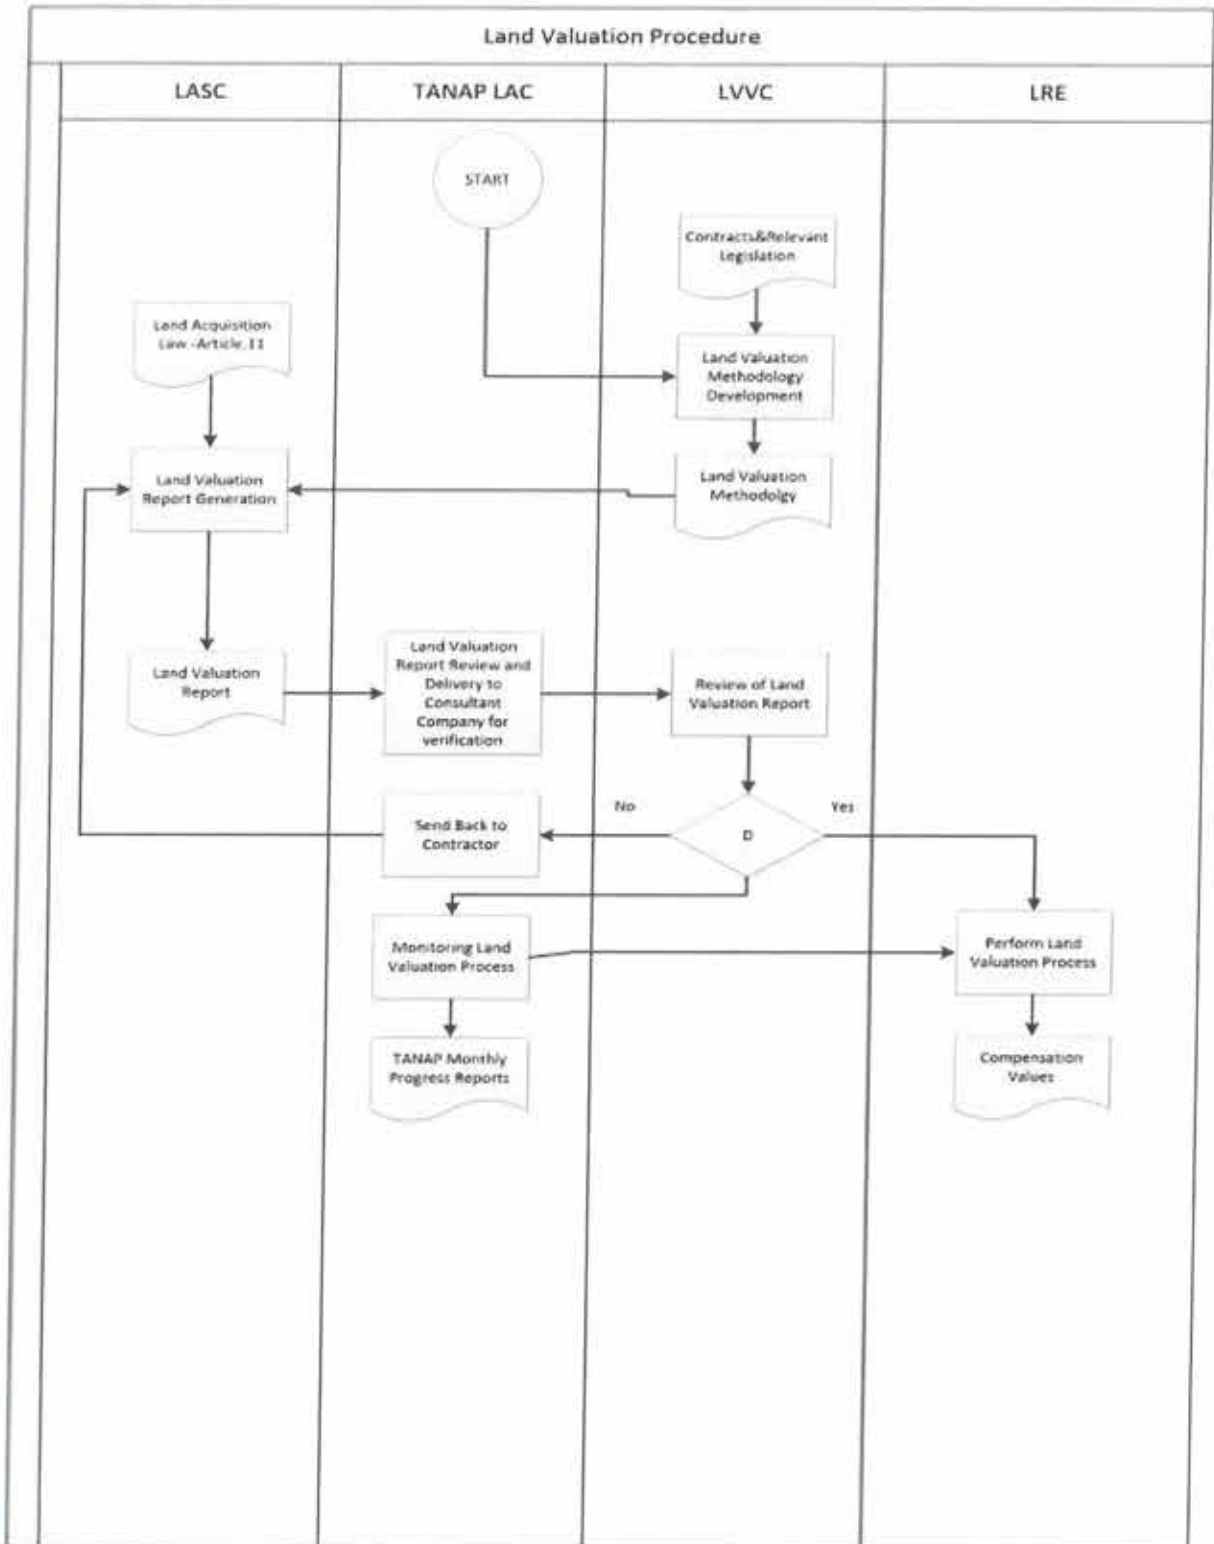 Land Valuation Procedure
LASC
TANAP LAC
LVVC
LRE
START
Contracts&Relevant
Legislation
Land Acquisition
Law -Article.11
Land Valuation
Methodology
Development
Land Valuation
Report Generation
Land Valuation
Methodolgy
Land Valuation
Report
Land Valuation
Report Review and
Delivery to
Consultant
Company for
verification
Review of Land
Valuation Report
No
Yes
Send Back to
Contractor
D
Monitoring Land
Valuation Process
Perform Land
Valuation Process
TANAP Monthly
Progress Reports
Compensation
Values